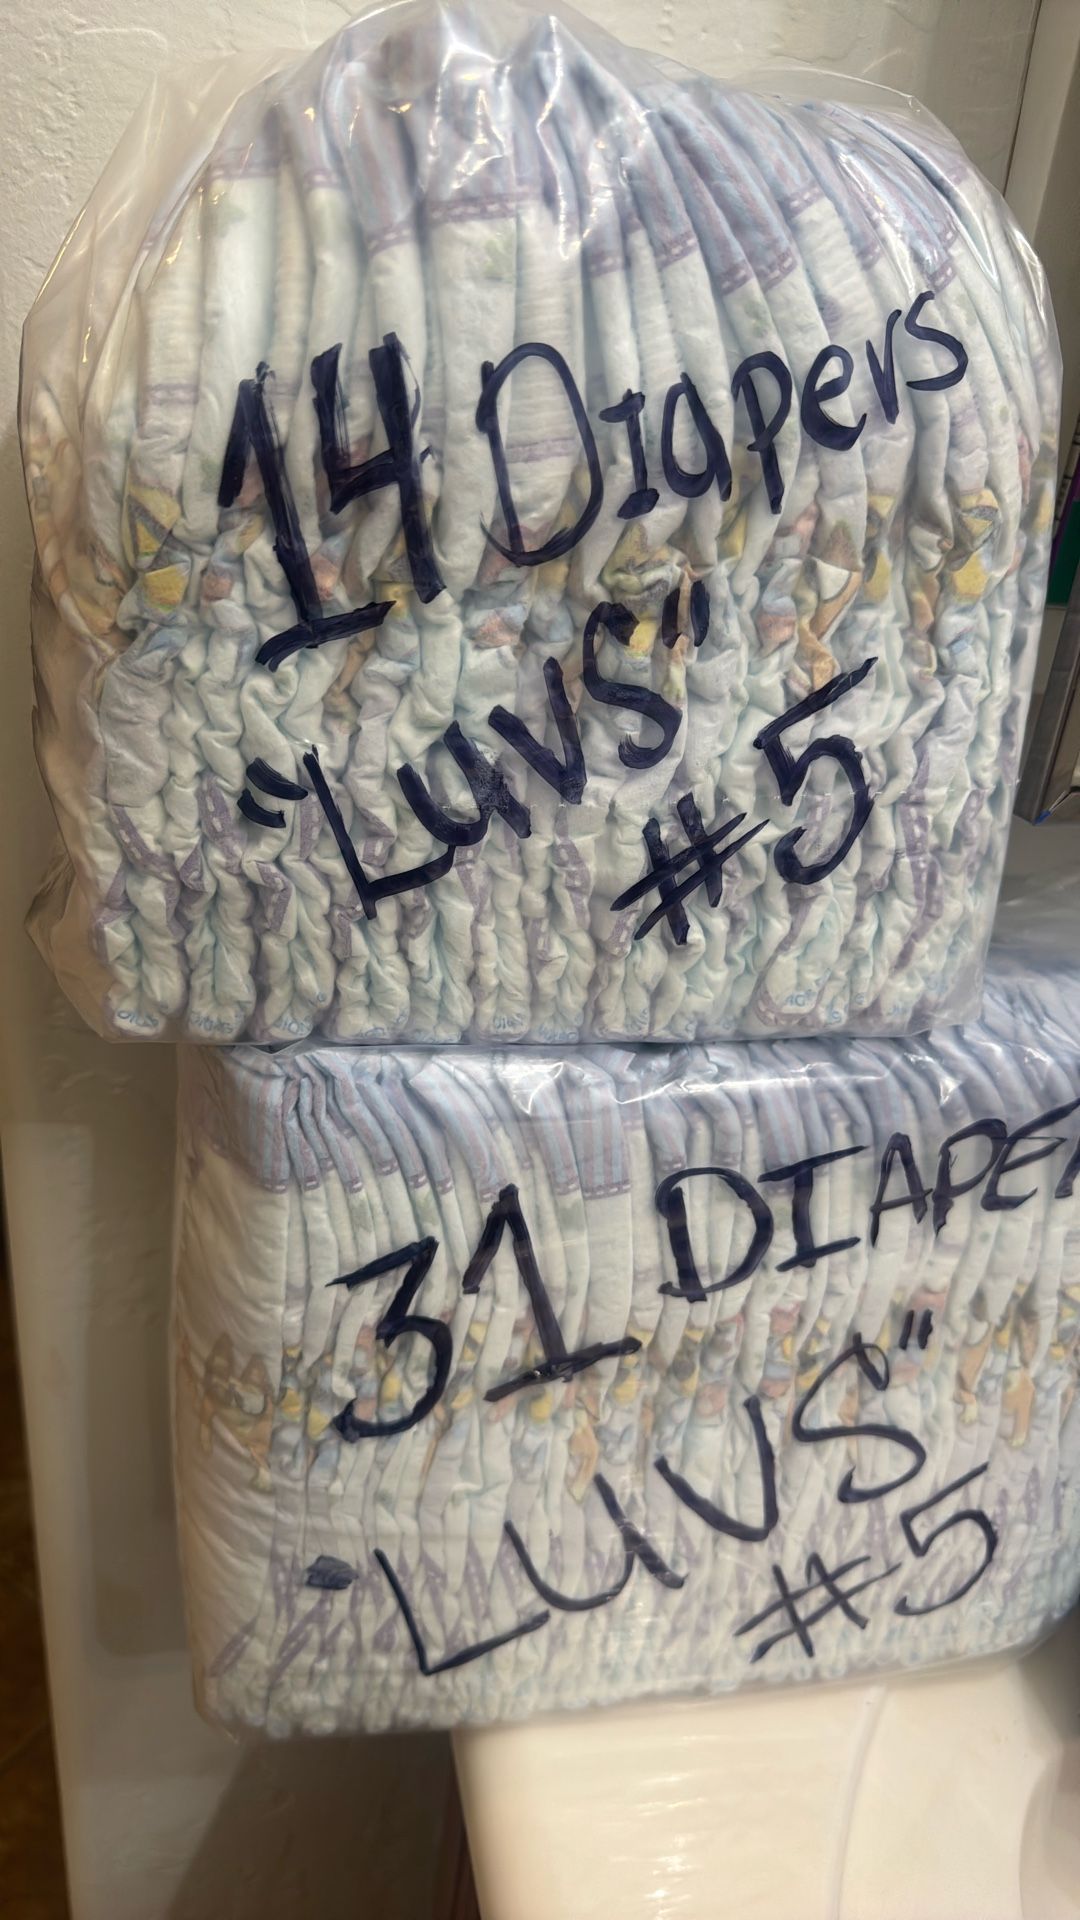 14 Diapers
"Luvs"
#5
31 DIAPE
"LUVS"
#5